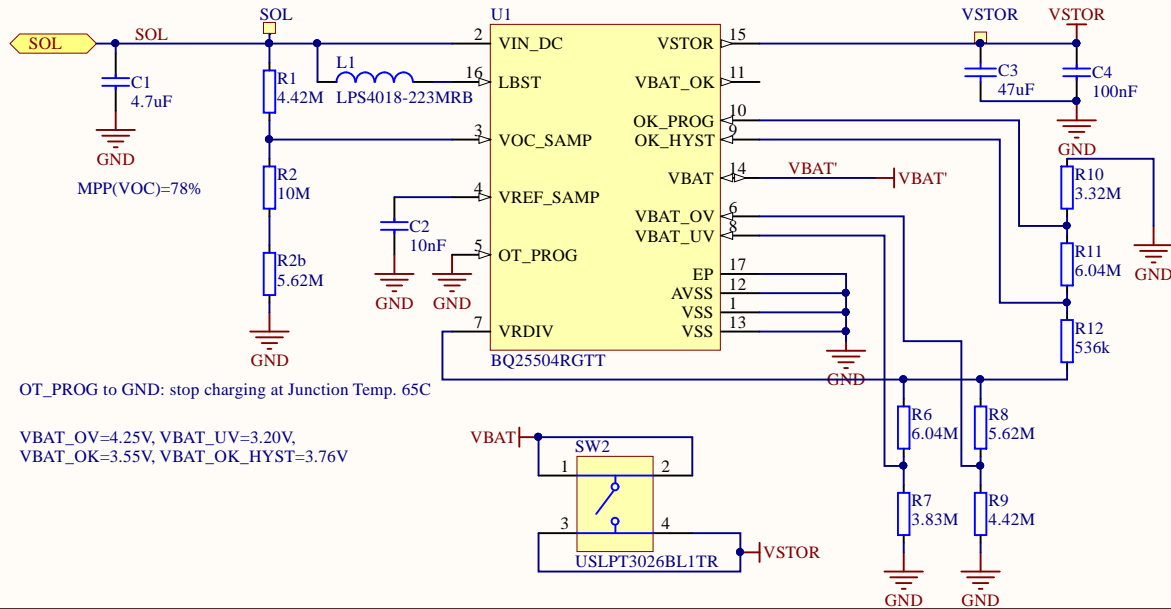 SOL
SOL
SOL
C1
4.7uF
GND
MPP(VOC)=78%
R1
4.42M
L1
LPS4018-223MRB
R2
10M
C2
10nF
GND
GND
R2b
5.62M
GND
U1
2 VIN_DC
16 LBST
3 VOC_SAMP
4 VREF_SAMP
5 OT_PROG
7 VRDIV
VSTOR 15
VBAT_OK 11
OK_PROG 10
OK_HYST 9
VBAT 14
VBAT_OV 6
VBAT_UV 8
EP 17
AVSS 12
VSS 1
VSS 13
BQ25504RGTT
GND
VBAT'
VBAT'
VSTOR
VSTOR
C3
47uF
C4
100nF
GND
R10
3.32M
GND
R11
6.04M
R12
536k
OT_PROG to GND: stop charging at Junction Temp. 65C
VBAT_OV=4.25V, VBAT_UV=3.20V,
VBAT_OK=3.55V, VBAT_OK_HYST=3.76V
VBAT
SW2
1
2
3
4
USLPT3026BL1TR
VSTOR
R6
6.04M
R8
5.62M
R7
3.83M
R9
4.42M
GND
GND